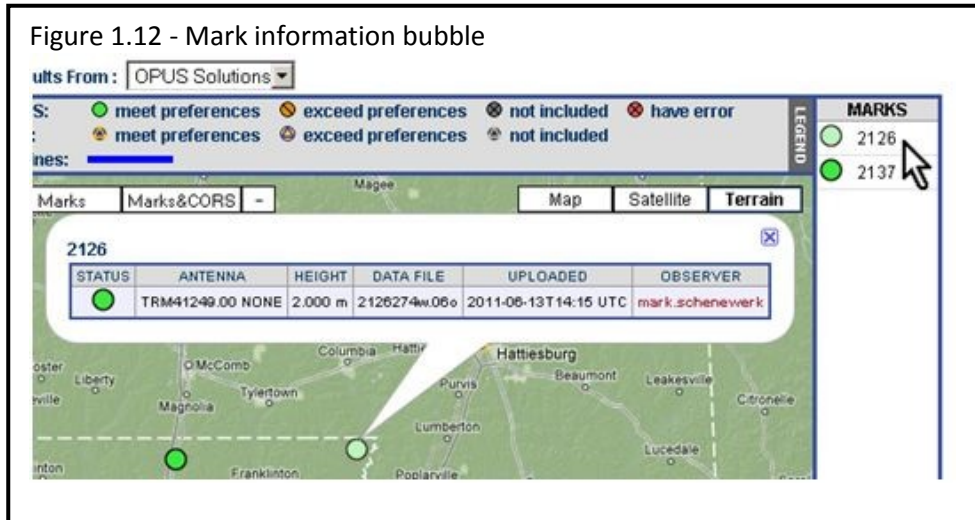 Figure 1.12 - Mark information bubble
ults From : OPUS Solutions
S: meet preferences exceed preferences not included have error
: meet preferences exceed preferences not included
nes:
LEGEND
MARKS
2126
2137
Magee
Marks Marks&CORS - Map Satellite Terrain
2126
STATUS ANTENNA HEIGHT DATA FILE UPLOADED OBSERVER
TRM41249.00 NONE 2.000 m 2126274w.06o 2011-06-13T14:15 UTC mark.schenewerk
Columbia Hattie Hattiesburg
oster Liberty McComb Purvis Beaumont Leakesville
eville Magnolia Tylertown Citronelle
Lumberton
Lucedale
inton Franklinton Poplarville